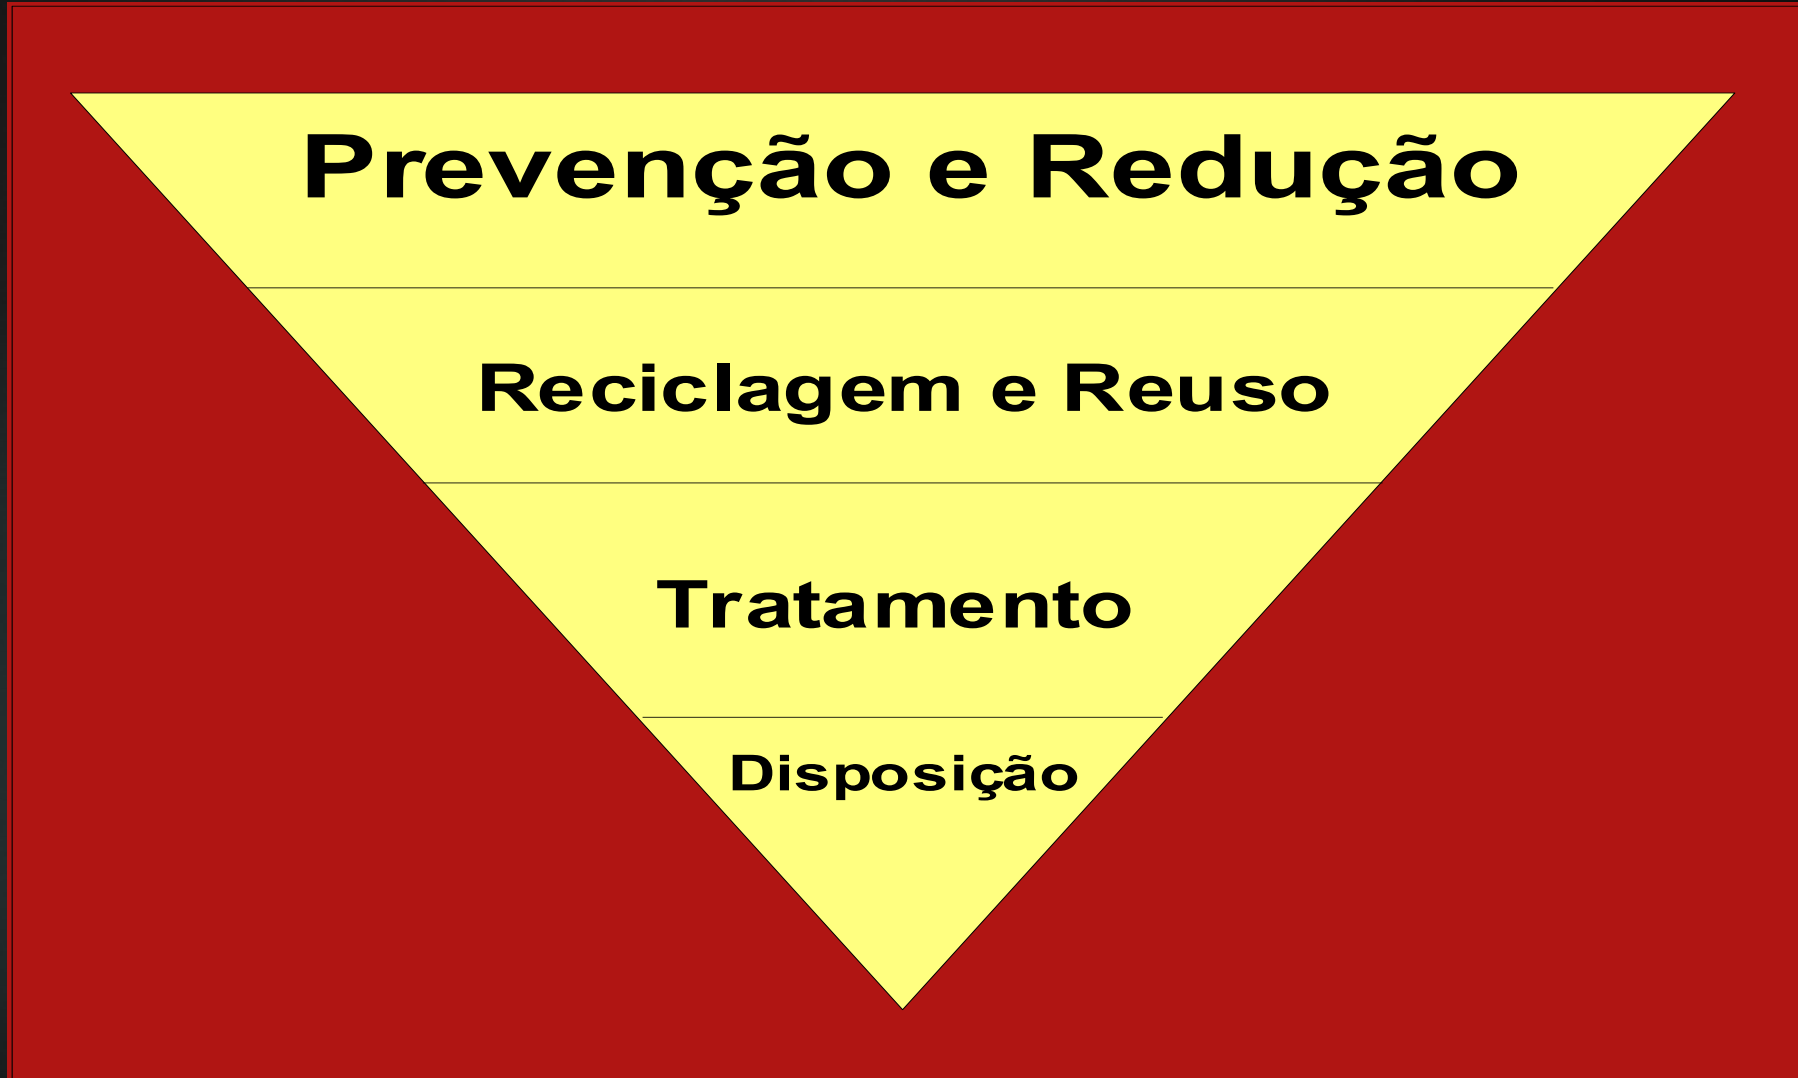 Prevenção e Redução
Reciclagem e Reuso
Tratamento
Disposição